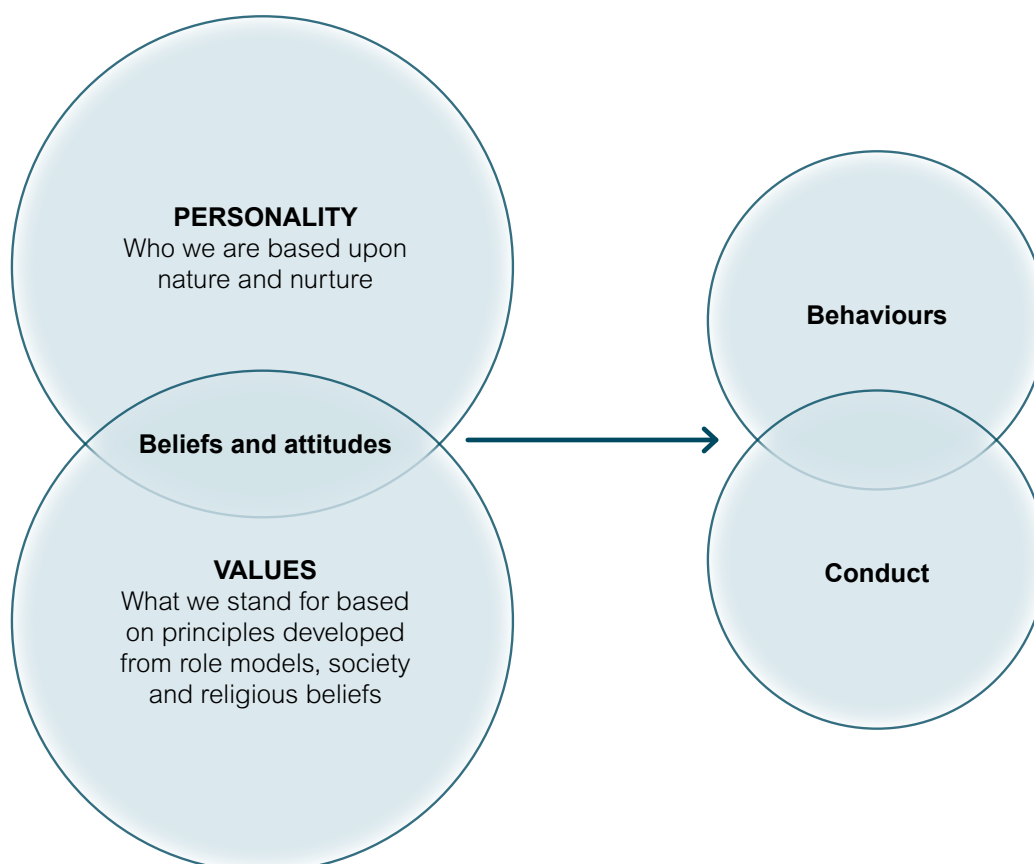 PERSONALITY
Who we are based upon
nature and nurture
Beliefs and attitudes
VALUES
What we stand for based
on principles developed
from role models, society
and religious beliefs
Behaviours
Conduct